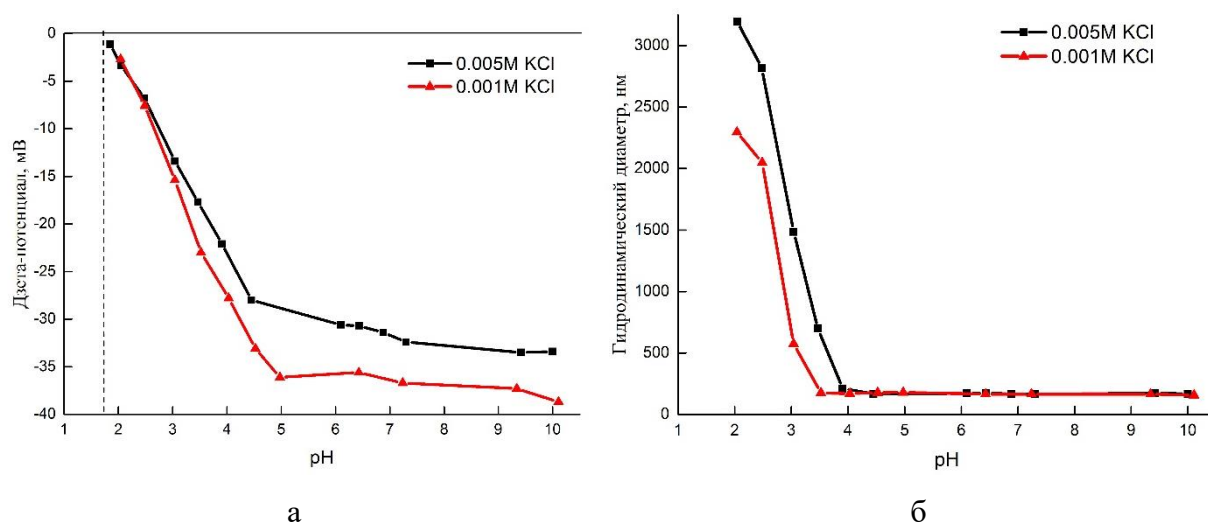 0
-5
-10
-15
-20
-25
-30
-35
-40
1 2 3 4 5 6 7 8 9 10
pH
Дзета-потенциал, мВ
0.005M KCl
0.001M KCl
а
3000
2500
2000
1500
1000
500
0
1 2 3 4 5 6 7 8 9 10
pH
Гидродинамический диаметр, нм
0.005M KCl
0.001M KCl
б